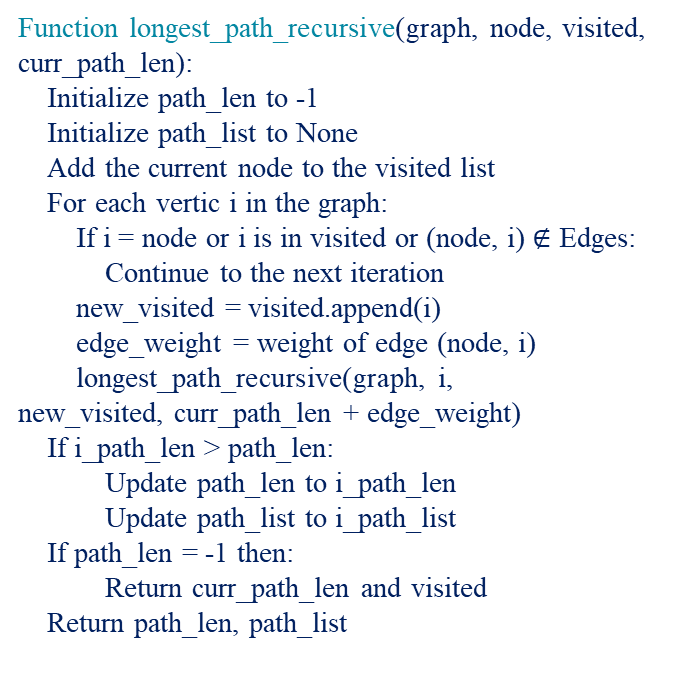 Function longest_path_recursive(graph, node, visited,
curr_path_len):
Initialize path_len to -1
Initialize path_list to None
Add the current node to the visited list
For each vertic i in the graph:
If i = node or i is in visited or (node, i) ∉ Edges:
Continue to the next iteration
new_visited = visited.append(i)
edge_weight = weight of edge (node, i)
longest_path_recursive(graph, i,
new_visited, curr_path_len + edge_weight)
If i_path_len > path_len:
Update path_len to i_path_len
Update path_list to i_path_list
If path_len = -1 then:
Return curr_path_len and visited
Return path_len, path_list